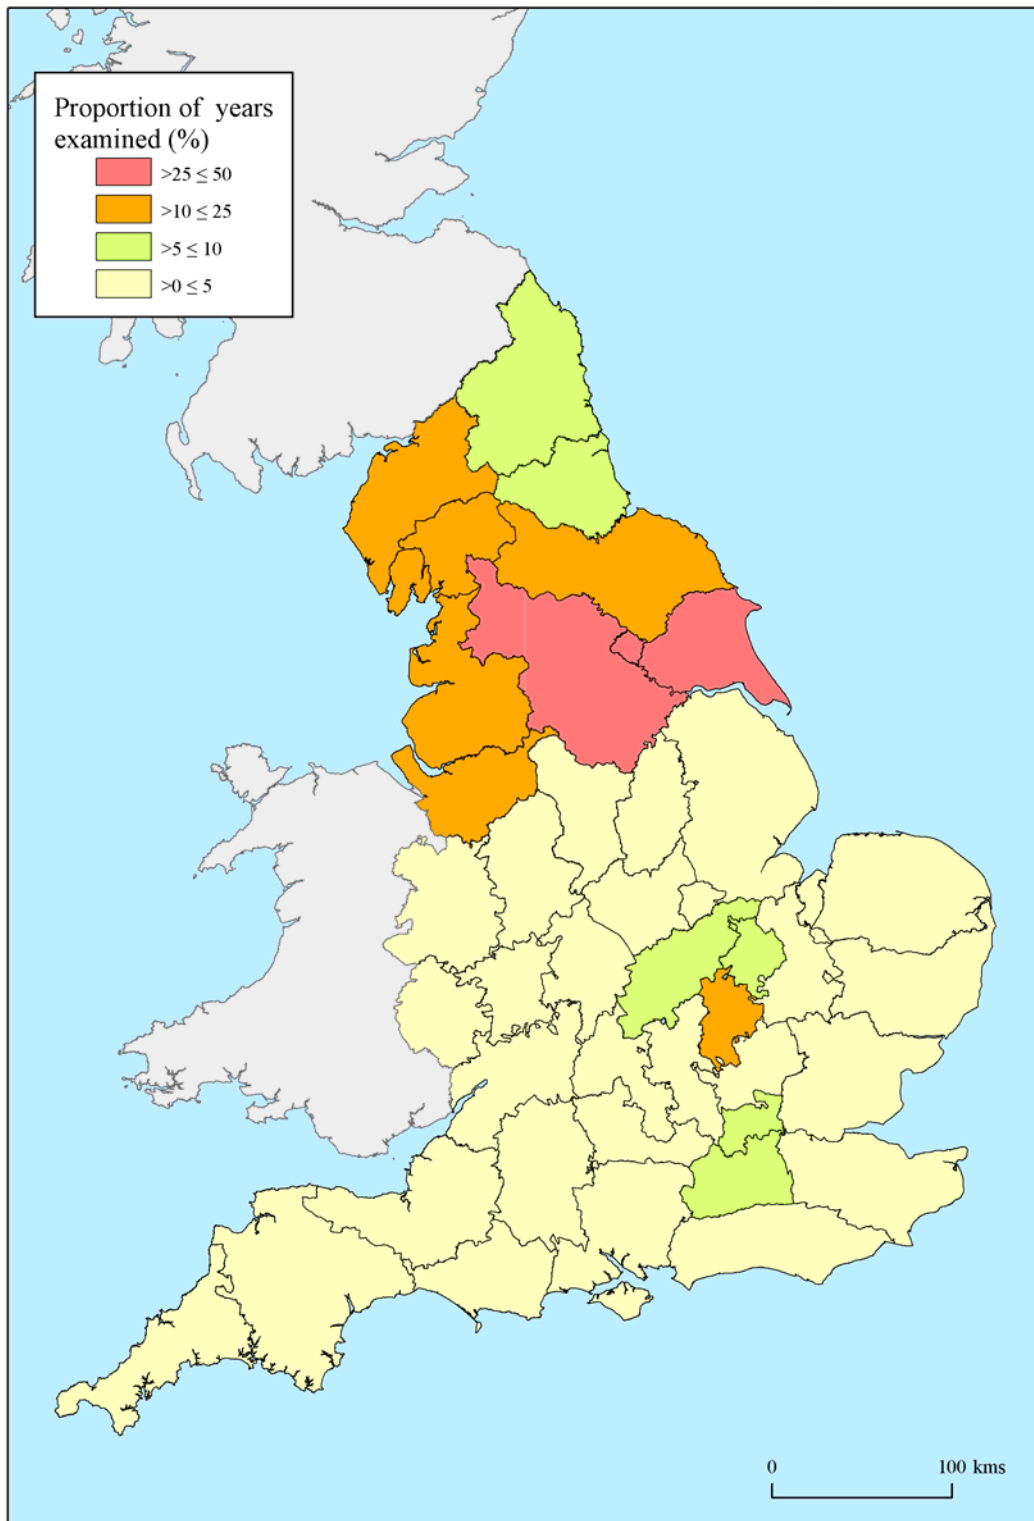 Proportion of years
examined (%)
>25 ≤ 50
>10 ≤ 25
>5 ≤ 10
>0 ≤ 5
0 100 kms